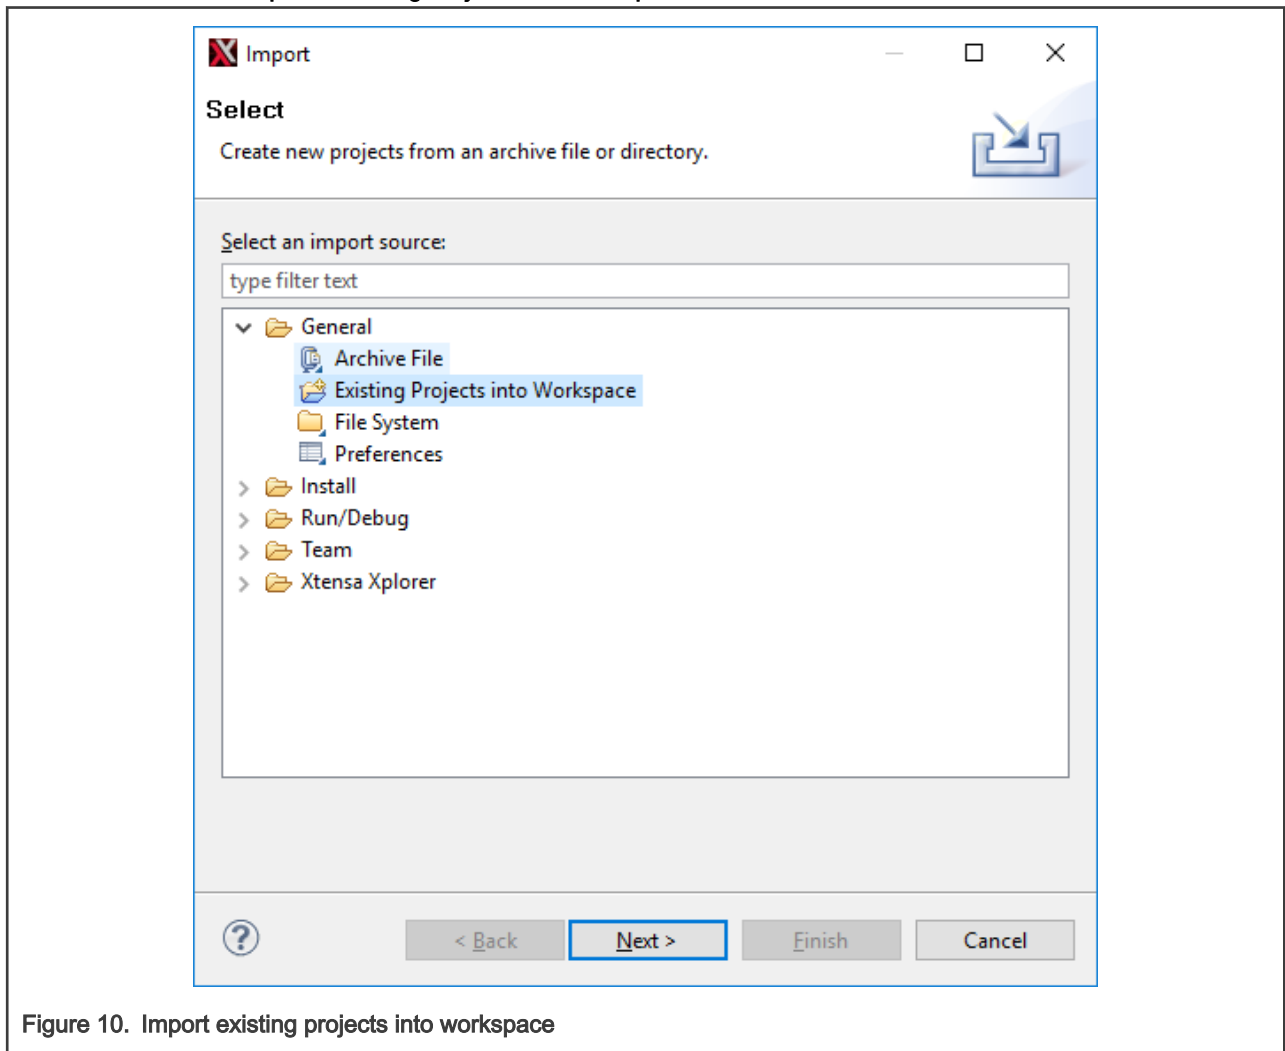 Import
Select
Create new projects from an archive file or directory.
Select an import source:
type filter text
General
Archive File
Existing Projects into Workspace
File System
Preferences
Install
Run/Debug
Team
Xtensa Xplorer
< Back Next > Finish Cancel
Figure 10. Import existing projects into workspace